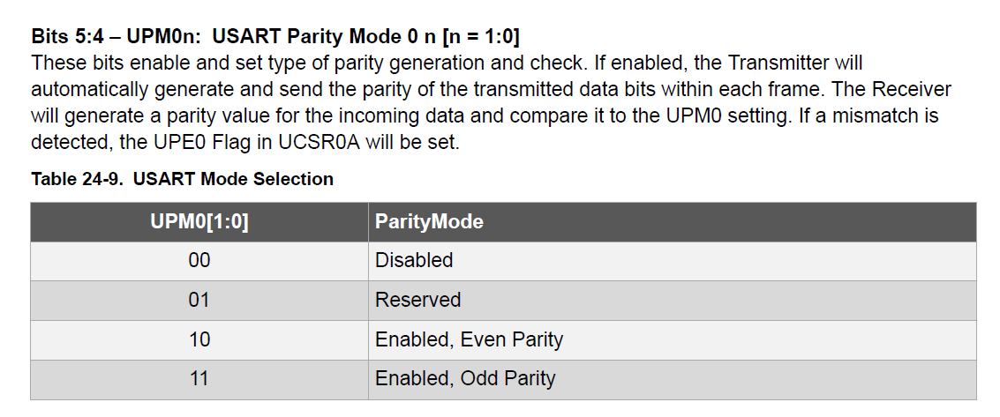 Bits 5:4 – UPM0n:  USART Parity Mode 0 n [n = 1:0]
These bits enable and set type of parity generation and check. If enabled, the Transmitter will
automatically generate and send the parity of the transmitted data bits within each frame. The Receiver
will generate a parity value for the incoming data and compare it to the UPM0 setting. If a mismatch is
detected, the UPE0 Flag in UCSR0A will be set.
Table 24-9.  USART Mode Selection
UPM0[1:0] ParityMode
00 Disabled
01 Reserved
10 Enabled, Even Parity
11 Enabled, Odd Parity